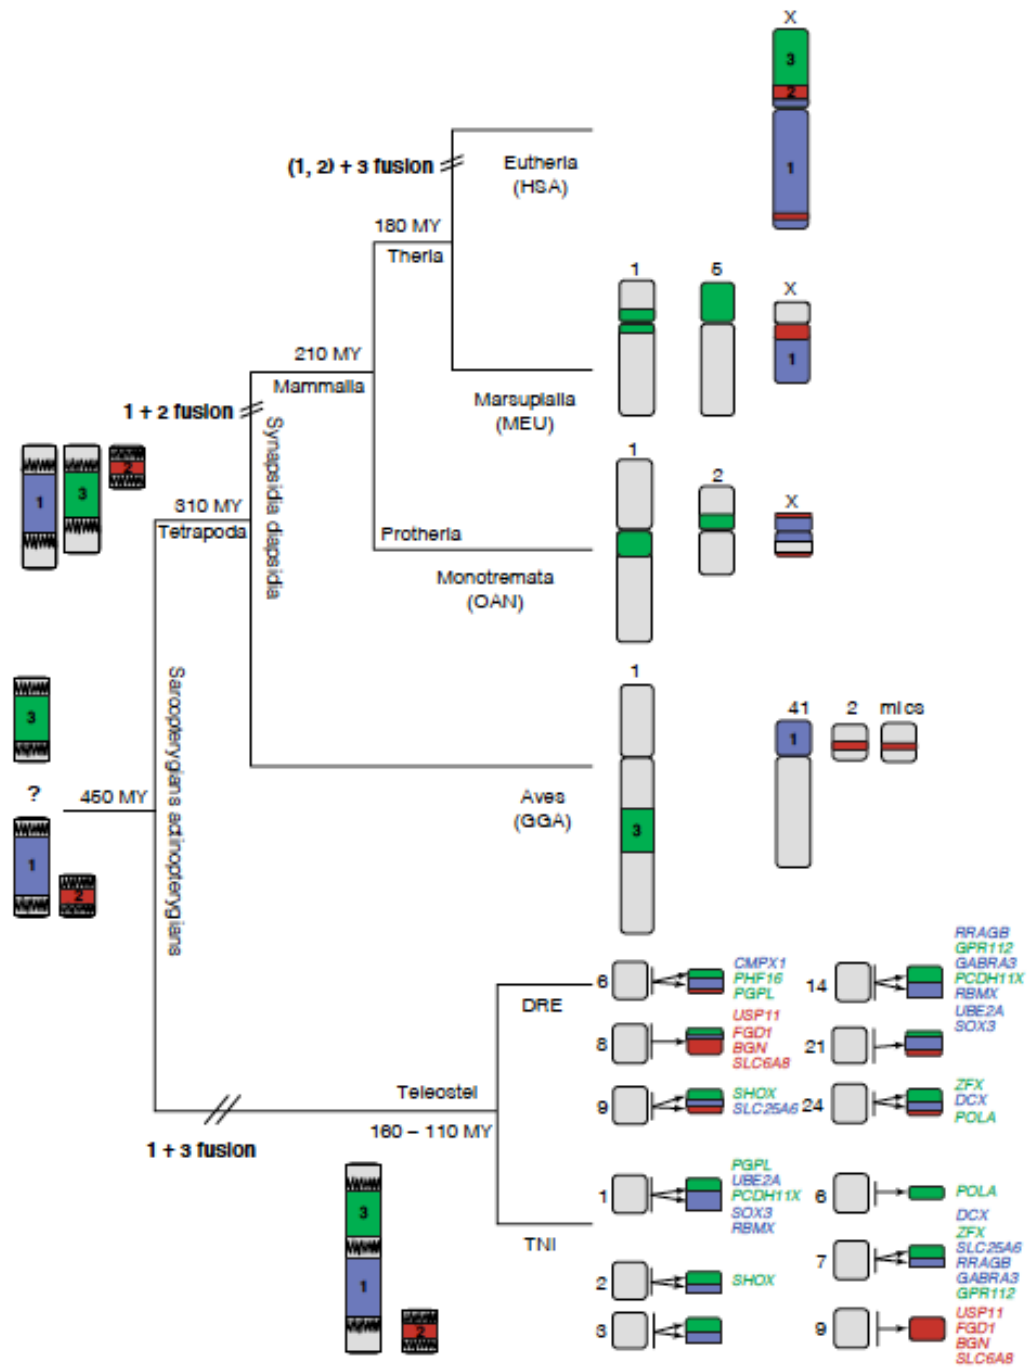 X
3
2
1
(1, 2) + 3 fusion
Eutheria
(HSA)
180 MY
Theria
1
5
X
1
210 MY
Mammalia
Marsupialia
(MEU)
1 + 2 fusion
Synapsidia diapsidia
1
3
2
310 MY
Tetrapoda
1
2
X
Protheria
Monotremata
(OAN)
3
?
450 MY
1
2
Sarcopterygians actinopterygians
1
3
41
1
2
mics
Aves
(GGA)
DRE
6
CMPX1
PHF16
PGPL
8
USP11
FGD1
BGN
SLC6A8
9
SHOX
SLC25A6
14
RRAGB
GPR112
GABRA3
PCDH11X
RBMX
21
UBE2A
SOX3
24
ZFX
DCX
POLA
Teleostei
160 – 110 MY
1 + 3 fusion
3
1
2
TNI
1
PGPL
UBE2A
PCDH11X
SOX3
RBMX
2
SHOX
3
6
POLA
7
DCX
ZFX
SLC25A6
RRAGB
GABRA3
GPR112
9
USP11
FGD1
BGN
SLC6A8